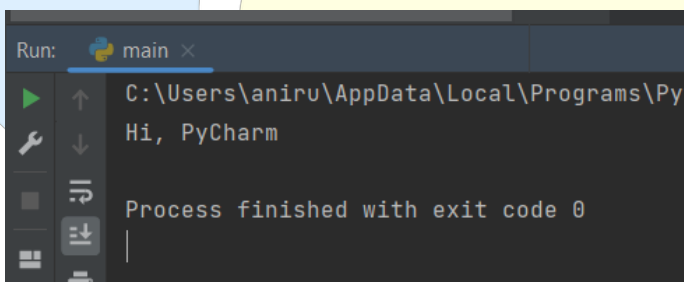 Run: main
C:\Users\aniru\AppData\Local\Programs\Py
Hi, PyCharm
Process finished with exit code 0